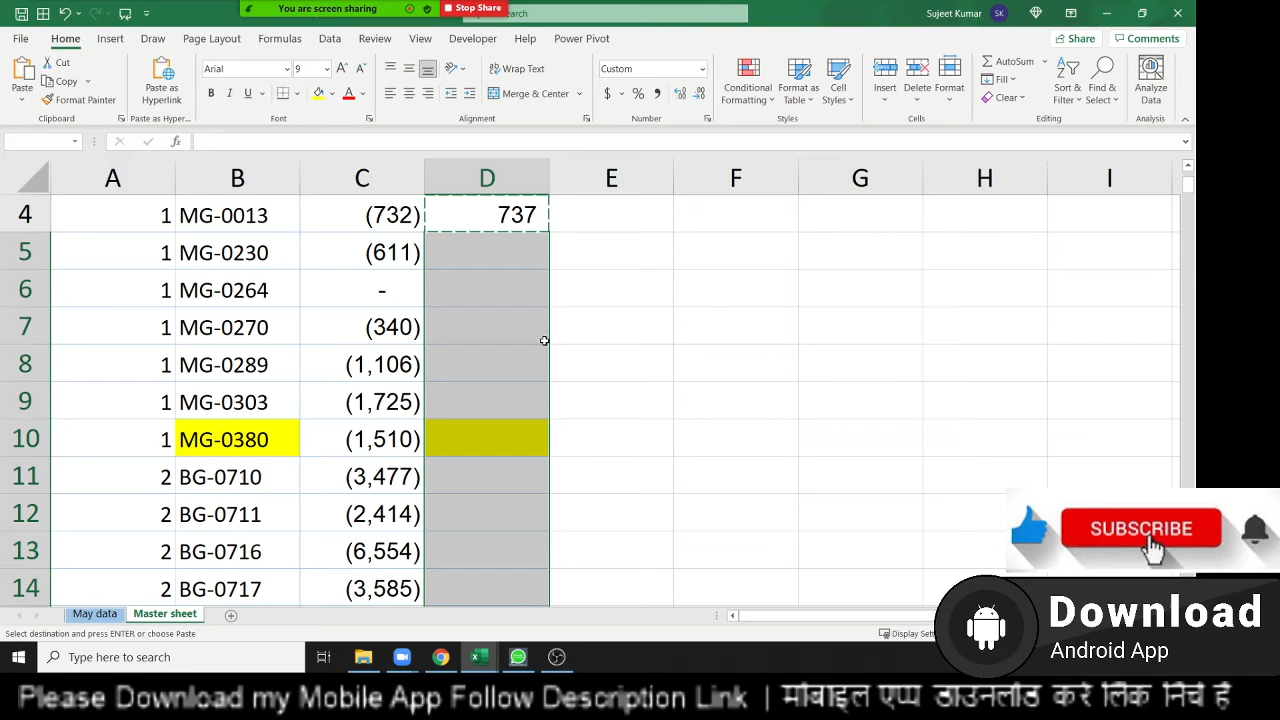 You are screen sharing
Stop Share
Search
Sujeet Kumar
SK
File Home Insert Draw Page Layout Formulas Data Review View Developer Help Power Pivot
Share
Comments
Paste
Cut
Copy
Format Painter
Clipboard
Paste as Hyperlink
Paste as Hyper...
Arial
9
B I U
Font
Wrap Text
Merge & Center
Alignment
Custom
$ % ,
Number
Conditional Formatting
Format as Table
Cell Styles
Styles
Insert Delete Format
Cells
AutoSum
Fill
Clear
Sort & Filter
Find & Select
Editing
Analyze Data
Analysis
fx
A B C D E F G H I
4 1 MG-0013 (732) 737
5 1 MG-0230 (611)
6 1 MG-0264 -
7 1 MG-0270 (340)
8 1 MG-0289 (1,106)
9 1 MG-0303 (1,725)
10 1 MG-0380 (1,510)
11 2 BG-0710 (3,477)
12 2 BG-0711 (2,414)
13 2 BG-0716 (6,554)
14 2 BG-0717 (3,585)
SUBSCRIBE
May data
Master sheet
Select destination and press ENTER or choose Paste
Display Sett
Download
Android App
Type here to search
Please Download my Mobile App Follow Description Link | मोबाइल एप्प डाउनलोड करे लिंक निचे है